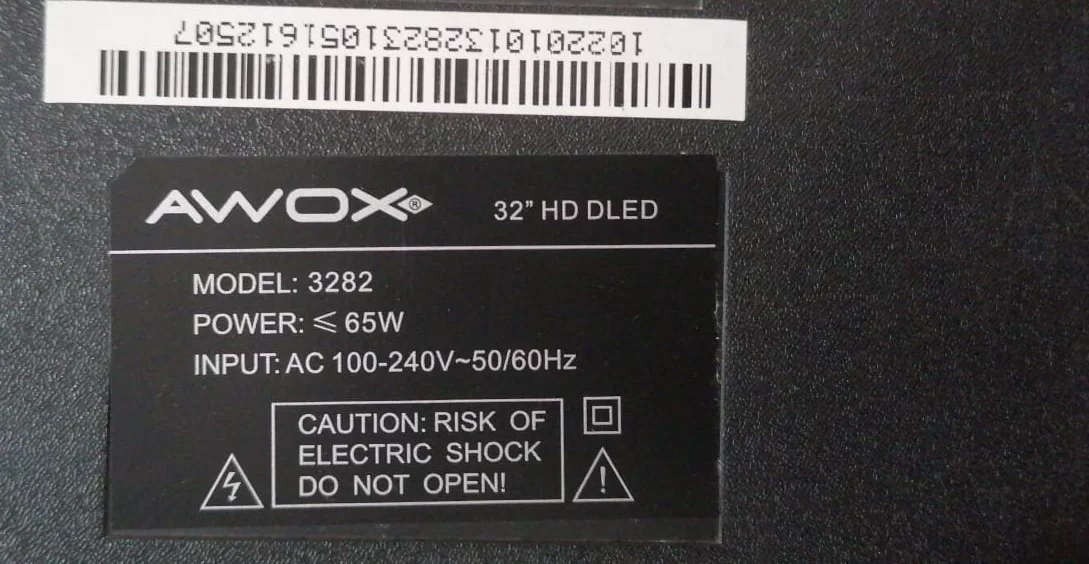 10220101328231051612507
AWOX®
32” HD DLED
MODEL: 3282
POWER: ⩽ 65W
INPUT: AC 100-240V~50/60Hz
CAUTION: RISK OF
ELECTRIC SHOCK
DO NOT OPEN!